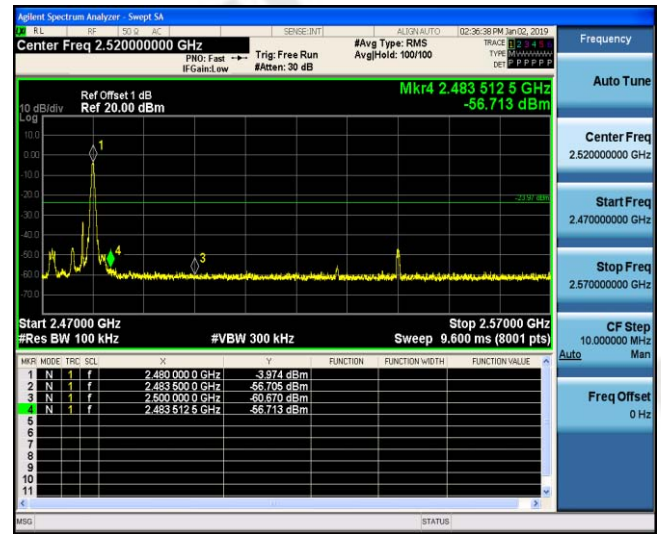 Agilent Spectrum Analyzer - Swept SA
RL RF 50 Ω AC SENSE:INT ALIGN AUTO 02:36:38 PM Jan 02, 2019
Center Freq 2.520000000 GHz
PNO: Fast
IFGain:Low
Trig: Free Run
#Atten: 30 dB
#Avg Type: RMS
Avg|Hold: 100/100
TRACE 1 2 3 4 5 6
TYPE M
DET P P P P P P
Frequency
Auto Tune
Center Freq
2.520000000 GHz
Start Freq
2.470000000 GHz
Stop Freq
2.570000000 GHz
CF Step
10.000000 MHz
Auto Man
Freq Offset
0 Hz
Mkr4 2.483 512 5 GHz
-56.713 dBm
Ref Offset 1 dB
10 dB/div Ref 20.00 dBm
Log
10.0
0.00
-10.0
-20.0
-30.0
-40.0
-50.0
-60.0
-70.0
1
4
3
-23.97 dBm
Start 2.47000 GHz Stop 2.57000 GHz
#Res BW 100 kHz #VBW 300 kHz Sweep 9.600 ms (8001 pts)
MKR MODE TRC SCL X Y FUNCTION FUNCTION WIDTH FUNCTION VALUE
1 N 1 f 2.480 000 0 GHz -3.974 dBm
2 N 1 f 2.483 500 0 GHz -56.705 dBm
3 N 1 f 2.500 000 0 GHz -60.670 dBm
4 N 1 f 2.483 512 5 GHz -56.713 dBm
5
6
7
8
9
10
11
MSG STATUS